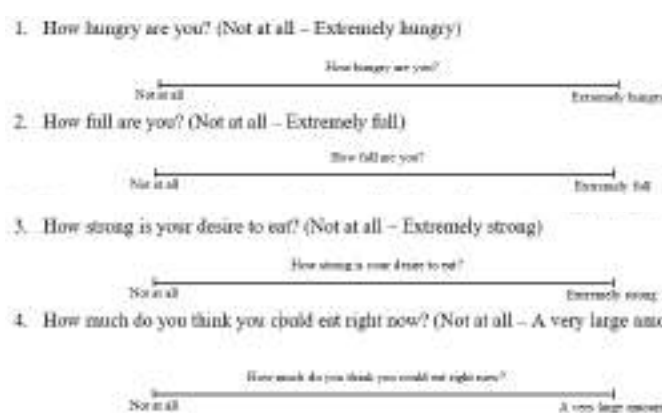 1. How hungry are you? (Not at all – Extremely hungry)
How hungry are you?
Not at all Extremely hungry
2. How full are you? (Not at all – Extremely full)
How full are you?
Not at all Extremely full
3. How strong is your desire to eat? (Not at all – Extremely strong)
How strong is your desire to eat?
Not at all Extremely strong
4. How much do you think you could eat right now? (Not at all – A very large amo
How much do you think you could eat right now?
Not at all A very large amount